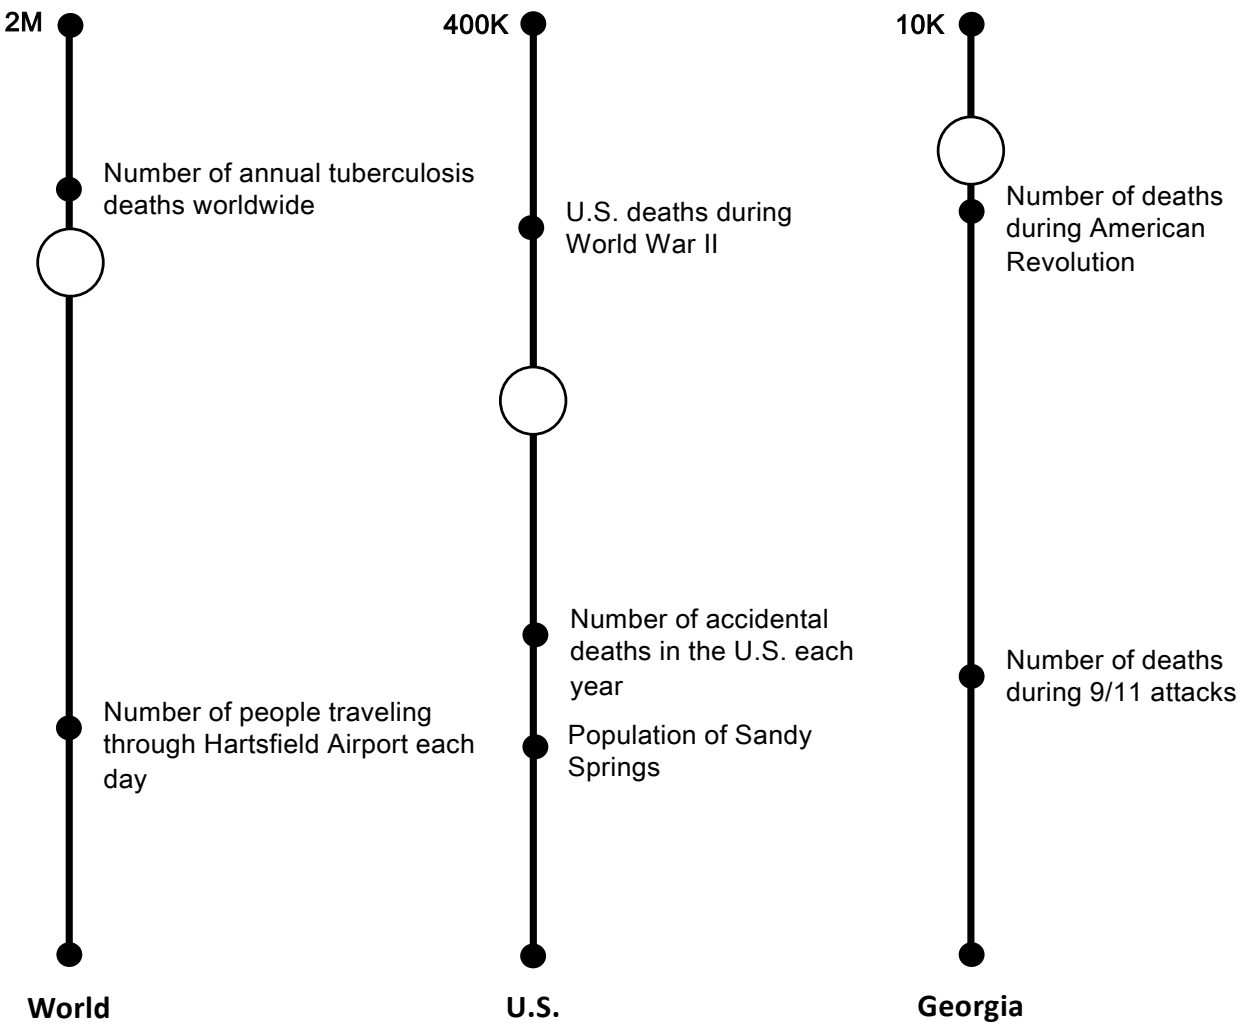 2M
Number of annual tuberculosis
deaths worldwide
Number of people traveling
through Hartsfield Airport each
day
World
400K
U.S. deaths during
World War II
Number of accidental
deaths in the U.S. each
year
Population of Sandy
Springs
U.S.
10K
Number of deaths
during American
Revolution
Number of deaths
during 9/11 attacks
Georgia